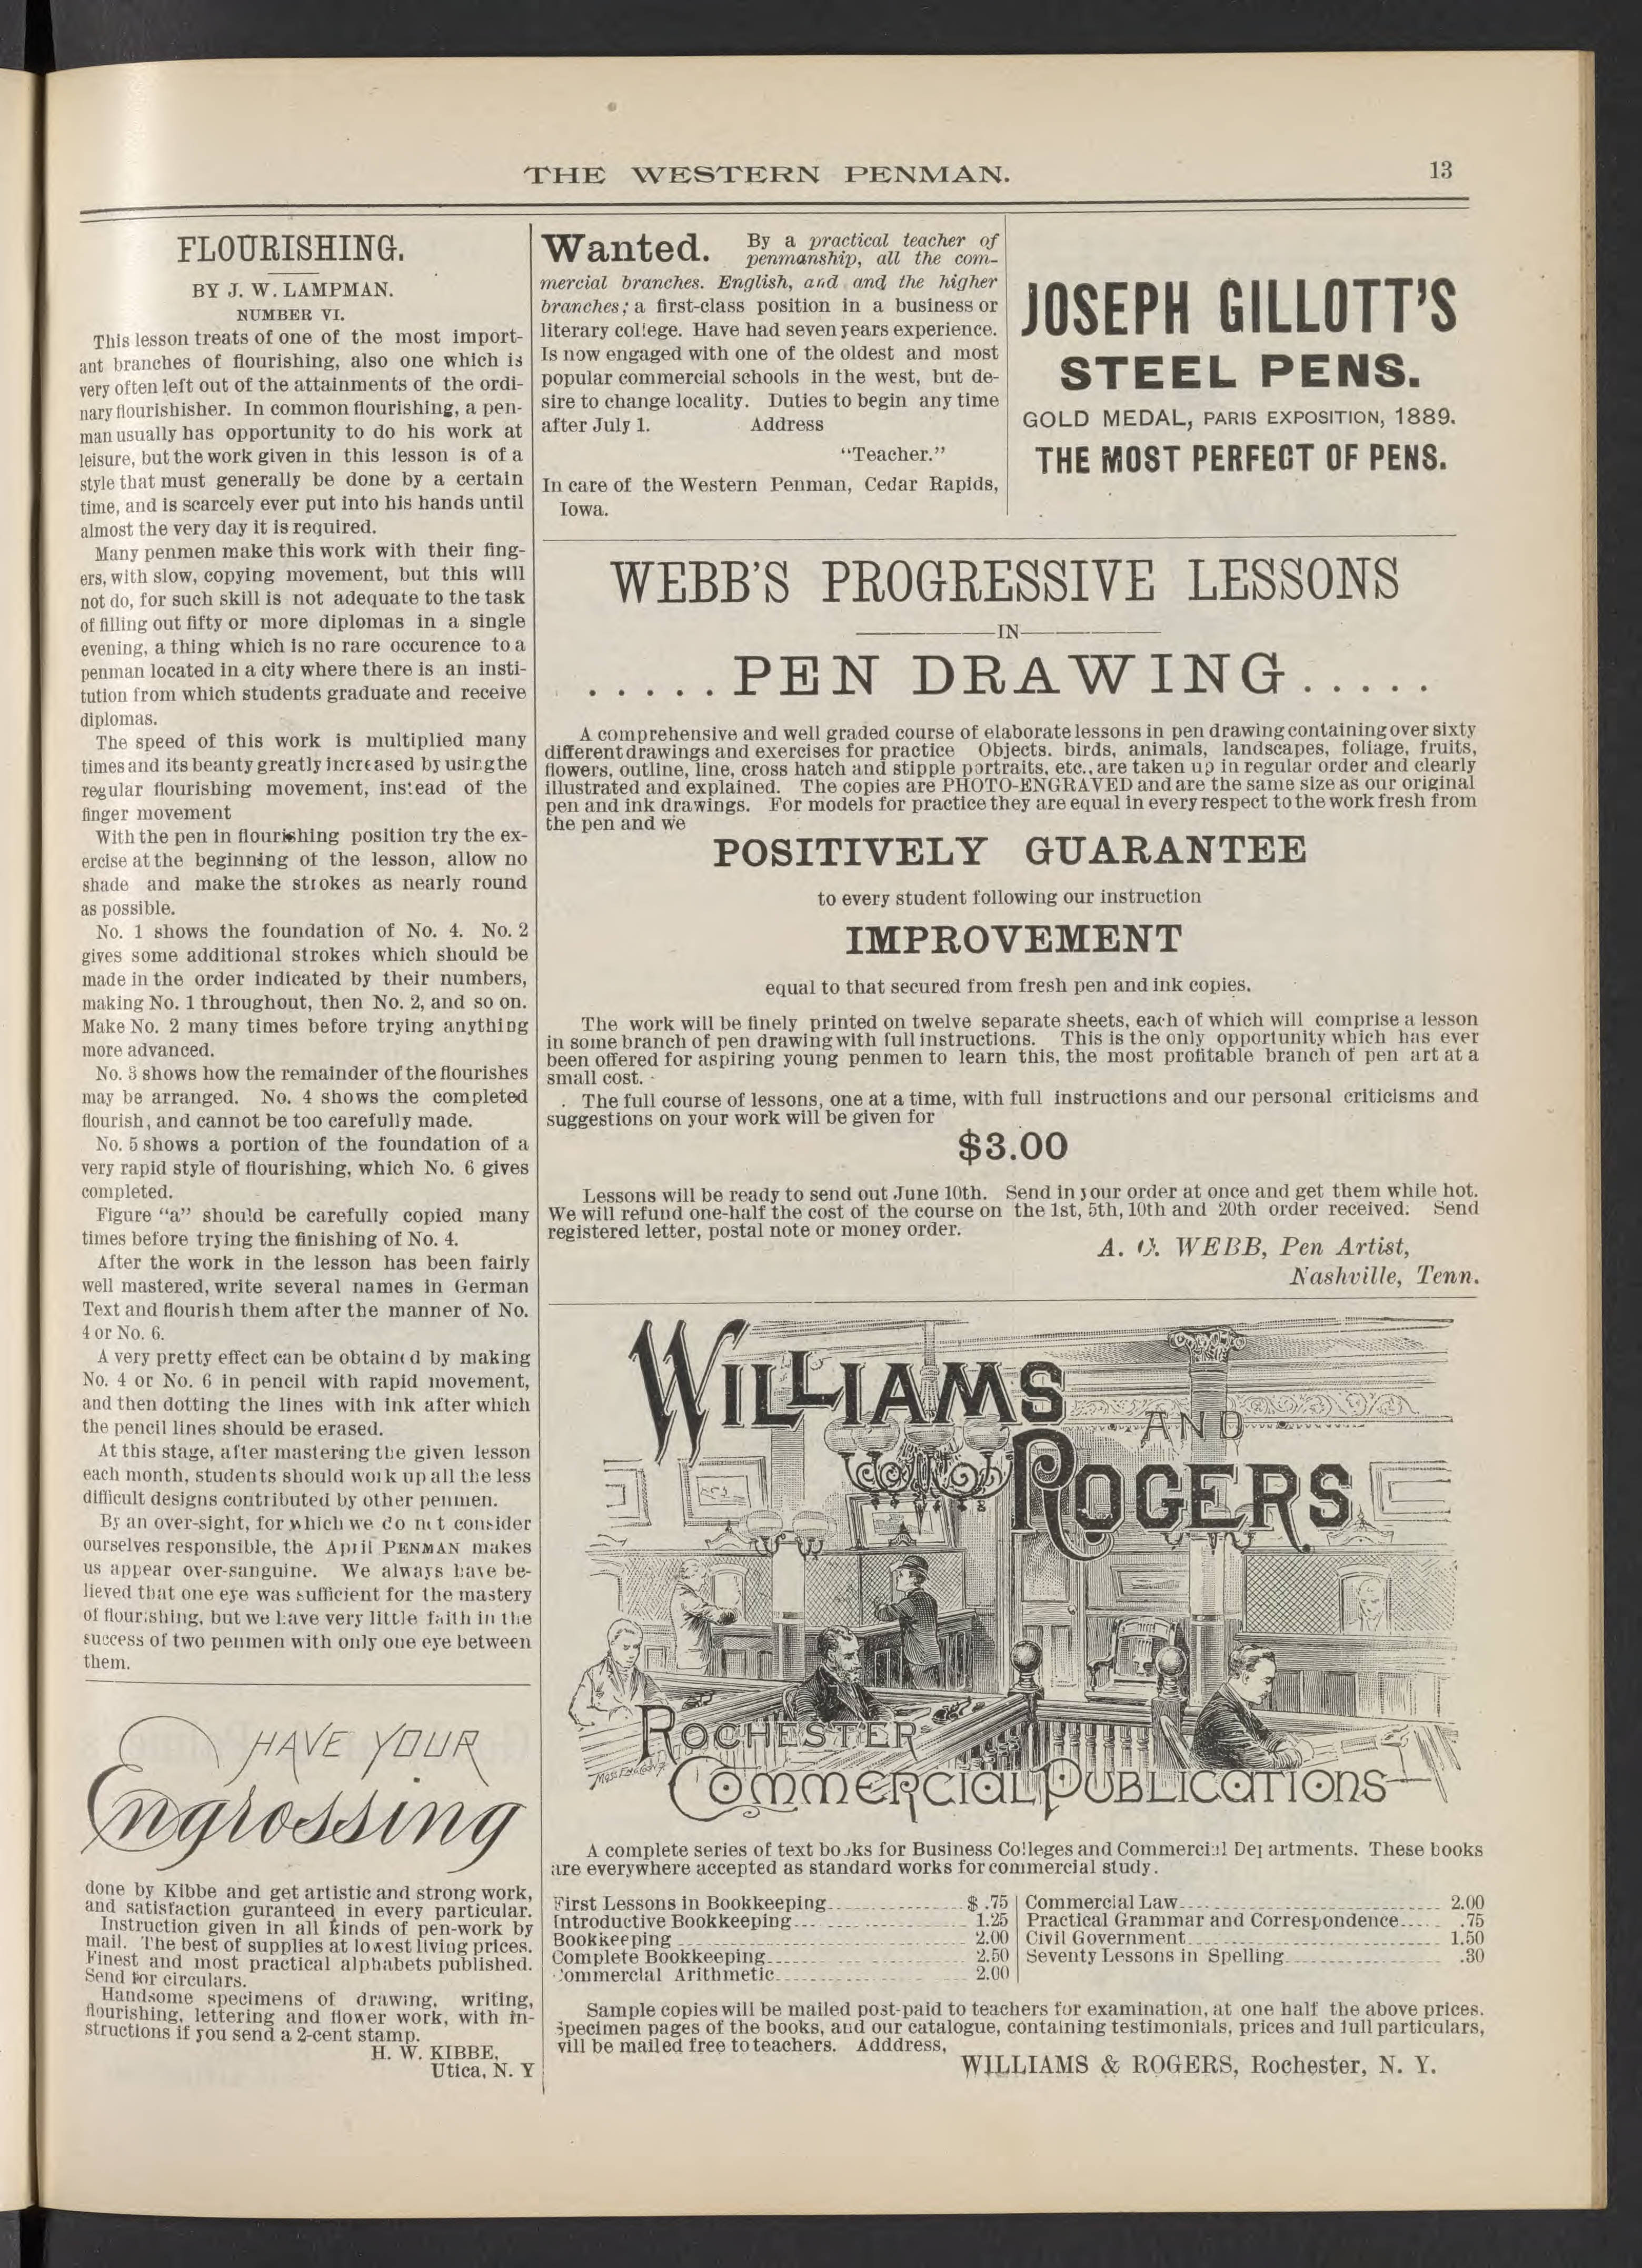 THE WESTERN PENMAN.
13
FLOURISHING.
BY J. W. LAMPMAN.
NUMBER VI.
This lesson treats of one of the most import-
ant branches of flourishing, also one which is
very often left out of the attainments of the ordi-
nary flourishisher. In common flourishing, a pen-
man usually has opportunity to do his work at
leisure, but the work given in this lesson is of a
style that must generally be done by a certain
time, and is scarcely ever put into his hands until
almost the very day it is required.
Many penmen make this work with their fing-
ers, with slow, copying movement, but this will
not do, for such skill is not adequate to the task
of filling out fifty or more diplomas in a single
evening, a thing which is no rare occurence to a
penman located in a city where there is an insti-
tution from which students graduate and receive
diplomas.
The speed of this work is multiplied many
times and its beauty greatly increased by using the
regular flourishing movement, instead of the
finger movement
With the pen in flourishing position try the ex-
ercise at the beginning of the lesson, allow no
shade and make the strokes as nearly round
as possible.
No. 1 shows the foundation of No. 4. No. 2
gives some additional strokes which should be
made in the order indicated by their numbers,
making No. 1 throughout, then No. 2, and so on.
Make No. 2 many times before trying anything
more advanced.
No. 3 shows how the remainder of the flourishes
may be arranged. No. 4 shows the completed
flourish, and cannot be too carefully made.
No. 5 shows a portion of the foundation of a
very rapid style of flourishing, which No. 6 gives
completed.
Figure "a" should be carefully copied many
times before trying the finishing of No. 4.
After the work in the lesson has been fairly
well mastered, write several names in German
Text and flourish them after the manner of No.
4 or No. 6.
A very pretty effect can be obtained by making
No. 4 or No. 6 in pencil with rapid movement,
and then dotting the lines with ink after which
the pencil lines should be erased.
At this stage, after mastering the given lesson
each month, students should work up all the less
difficult designs contributed by other penmen.
By an over-sight, for which we do not consider
ourselves responsible, the April PENMAN makes
us appear over-sanguine. We always have be-
lieved that one eye was sufficient for the mastery
of flourishing, but we have very little faith in the
success of two penmen with only one eye between
them.
HAVE YOUR
Engrossing
done by Kibbe and get artistic and strong work,
and satisfaction guranteed in every particular.
Instruction given in all kinds of pen-work by
mail. The best of supplies at lowest living prices.
Finest and most practical alphabets published.
Send for circulars.
Handsome specimens of drawing, writing,
flourishing, lettering and flower work, with in-
structions if you send a 2-cent stamp.
H. W. KIBBE,
Utica, N. Y
Wanted. By a practical teacher of
penmanship, all the com-
mercial branches. English, and and the higher
branches; a first-class position in a business or
literary college. Have had seven years experience.
Is now engaged with one of the oldest and most
popular commercial schools in the west, but de-
sire to change locality. Duties to begin any time
after July 1. Address
"Teacher."
In care of the Western Penman, Cedar Rapids,
Iowa.
JOSEPH GILLOTT'S
STEEL PENS.
GOLD MEDAL, PARIS EXPOSITION, 1889.
THE MOST PERFECT OF PENS.
WEBB'S PROGRESSIVE LESSONS
IN
.....PEN DRAWING.....
A comprehensive and well graded course of elaborate lessons in pen drawing containing over sixty
different drawings and exercises for practice Objects. birds, animals, landscapes, foliage, fruits,
flowers, outline, line, cross hatch and stipple portraits, etc., are taken up in regular order and clearly
illustrated and explained. The copies are PHOTO-ENGRAVED and are the same size as our original
pen and ink drawings. For models for practice they are equal in every respect to the work fresh from
the pen and we
POSITIVELY GUARANTEE
to every student following our instruction
IMPROVEMENT
equal to that secured from fresh pen and ink copies.
The work will be finely printed on twelve separate sheets, each of which will comprise a lesson
in some branch of pen drawing with full instructions. This is the only opportunity which has ever
been offered for aspiring young penmen to learn this, the most profitable branch of pen art at a
small cost.
The full course of lessons, one at a time, with full instructions and our personal criticisms and
suggestions on your work will be given for
$3.00
Lessons will be ready to send out June 10th. Send in your order at once and get them while hot.
We will refund one-half the cost of the course on the 1st, 5th, 10th and 20th order received. Send
registered letter, postal note or money order.
A. C. WEBB, Pen Artist,
Nashville, Tenn.
WILLIAMS
AND
ROGERS
ROCHESTER
COMMERCIAL PUBLICATIONS
A complete series of text books for Business Colleges and Commercial Departments. These books
are everywhere accepted as standard works for commercial study.
First Lessons in Bookkeeping $ .75
Introductive Bookkeeping 1.25
Bookkeeping 2.00
Complete Bookkeeping 2.50
Commercial Arithmetic 2.00
Commercial Law 2.00
Practical Grammar and Correspondence .75
Civil Government 1.50
Seventy Lessons in Spelling .30
Sample copies will be mailed post-paid to teachers for examination, at one half the above prices.
Specimen pages of the books, and our catalogue, containing testimonials, prices and full particulars,
will be mailed free to teachers. Adddress,
WILLIAMS & ROGERS, Rochester, N. Y.